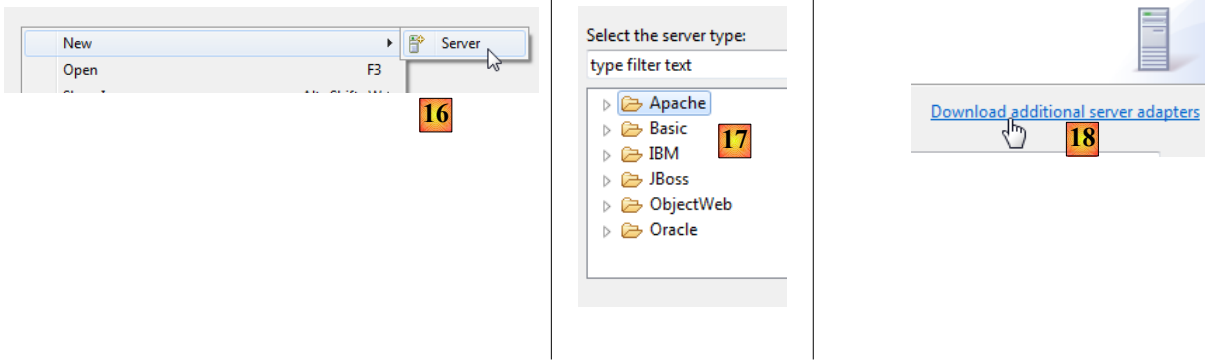 New
Server
Open F3
16
Select the server type:
type filter text
Apache
Basic
IBM
JBoss
ObjectWeb
Oracle
17
Download additional server adapters
18